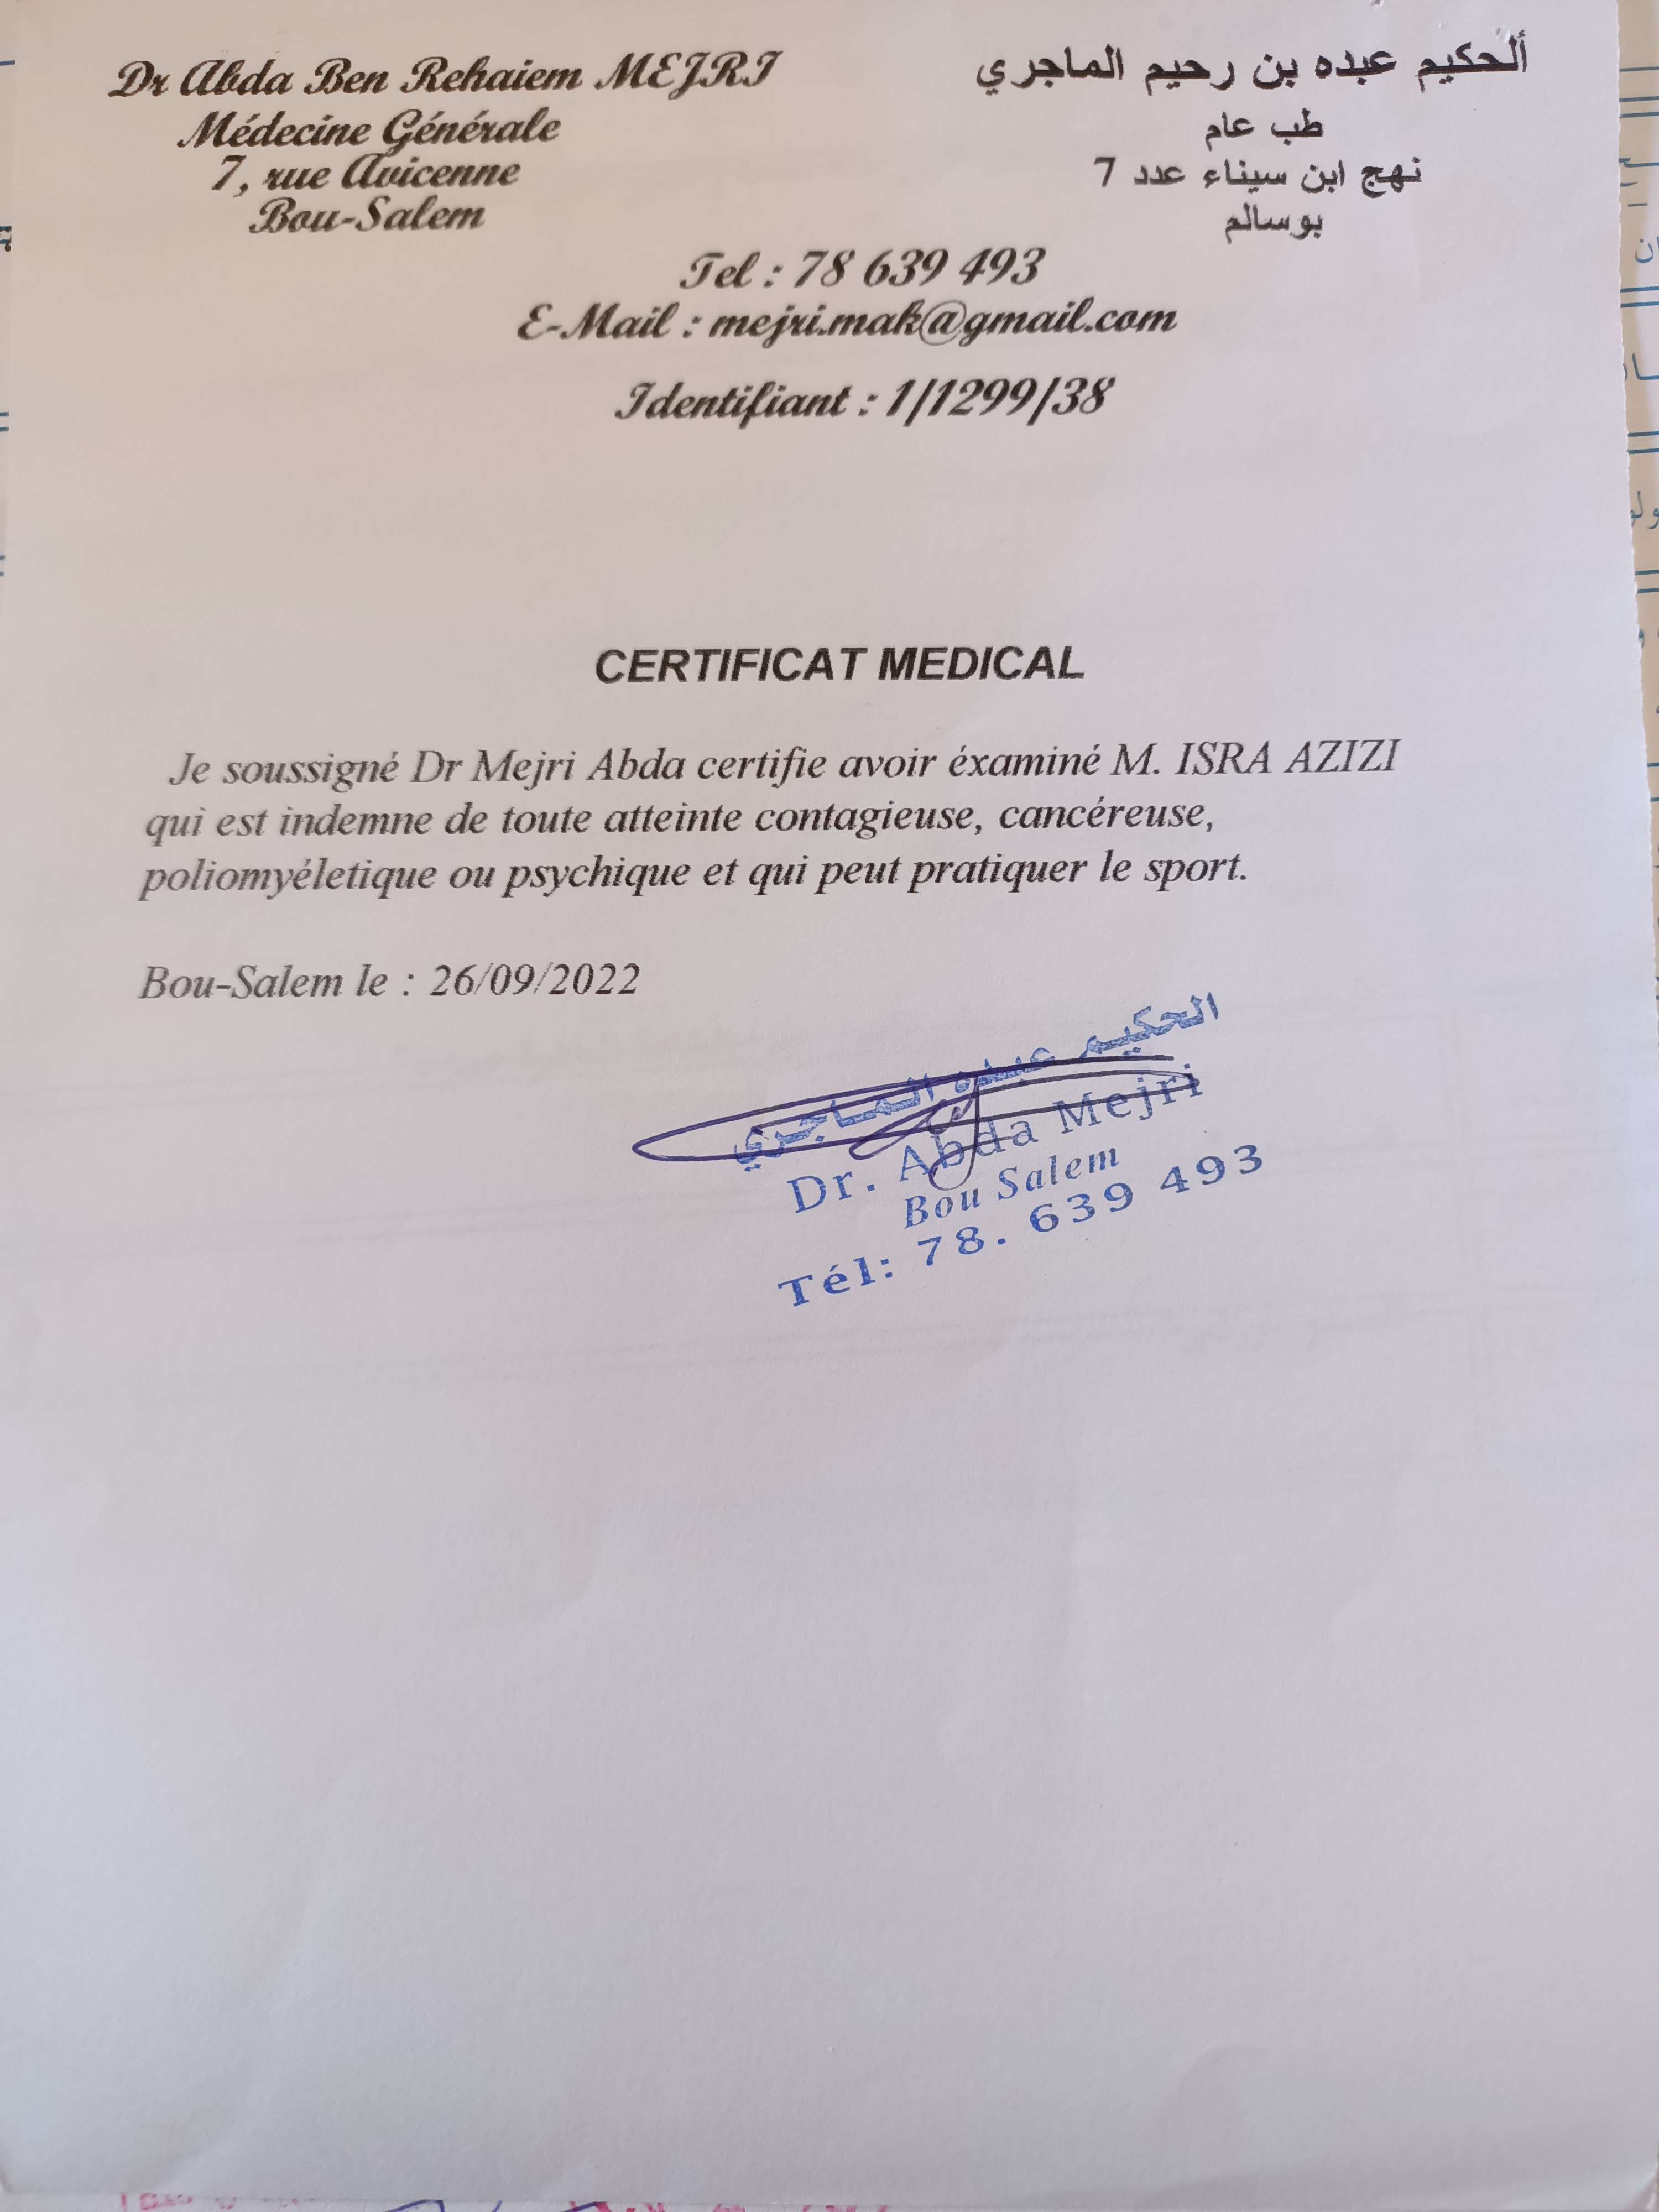 Dr Abda Ben Rehaiem MEJRI
Médecine Générale
7, rue Avicenne
Bou-Salem
ألحكيم عبده بن رحيم الماجري
طب عام
نهج ابن سيناء عدد 7
بوسالم
Tel : 78 639 493
E-Mail : mejri.mak@gmail.com
Identifiant : 1/1299/38
CERTIFICAT MEDICAL
Je soussigné Dr Mejri Abda certifie avoir éxaminé M. ISRA AZIZI
qui est indemne de toute atteinte contagieuse, cancéreuse,
poliomyéletique ou psychique et qui peut pratiquer le sport.
Bou-Salem le : 26/09/2022
الحكيم عبده الماجري
Dr. Abda Mejri
Bou Salem
Tél: 78. 639 493